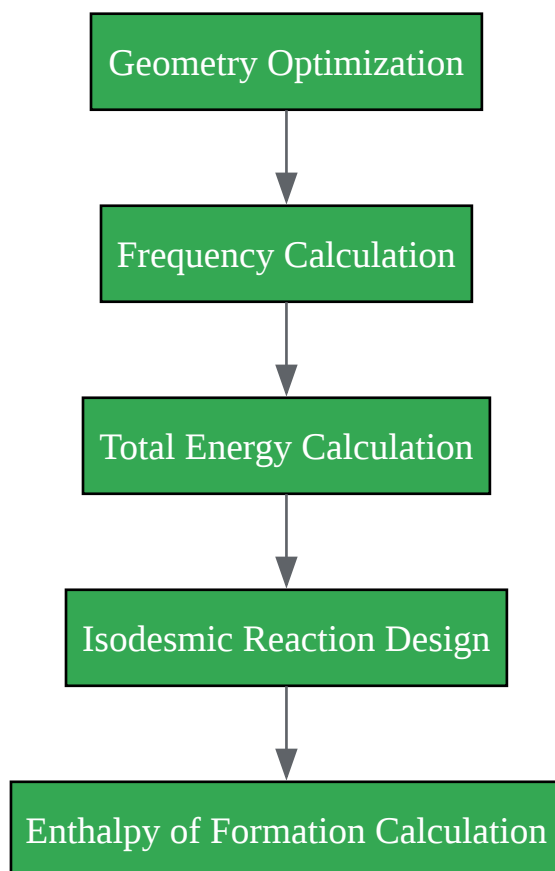 Geometry Optimization
Frequency Calculation
Total Energy Calculation
Isodesmic Reaction Design
Enthalpy of Formation Calculation